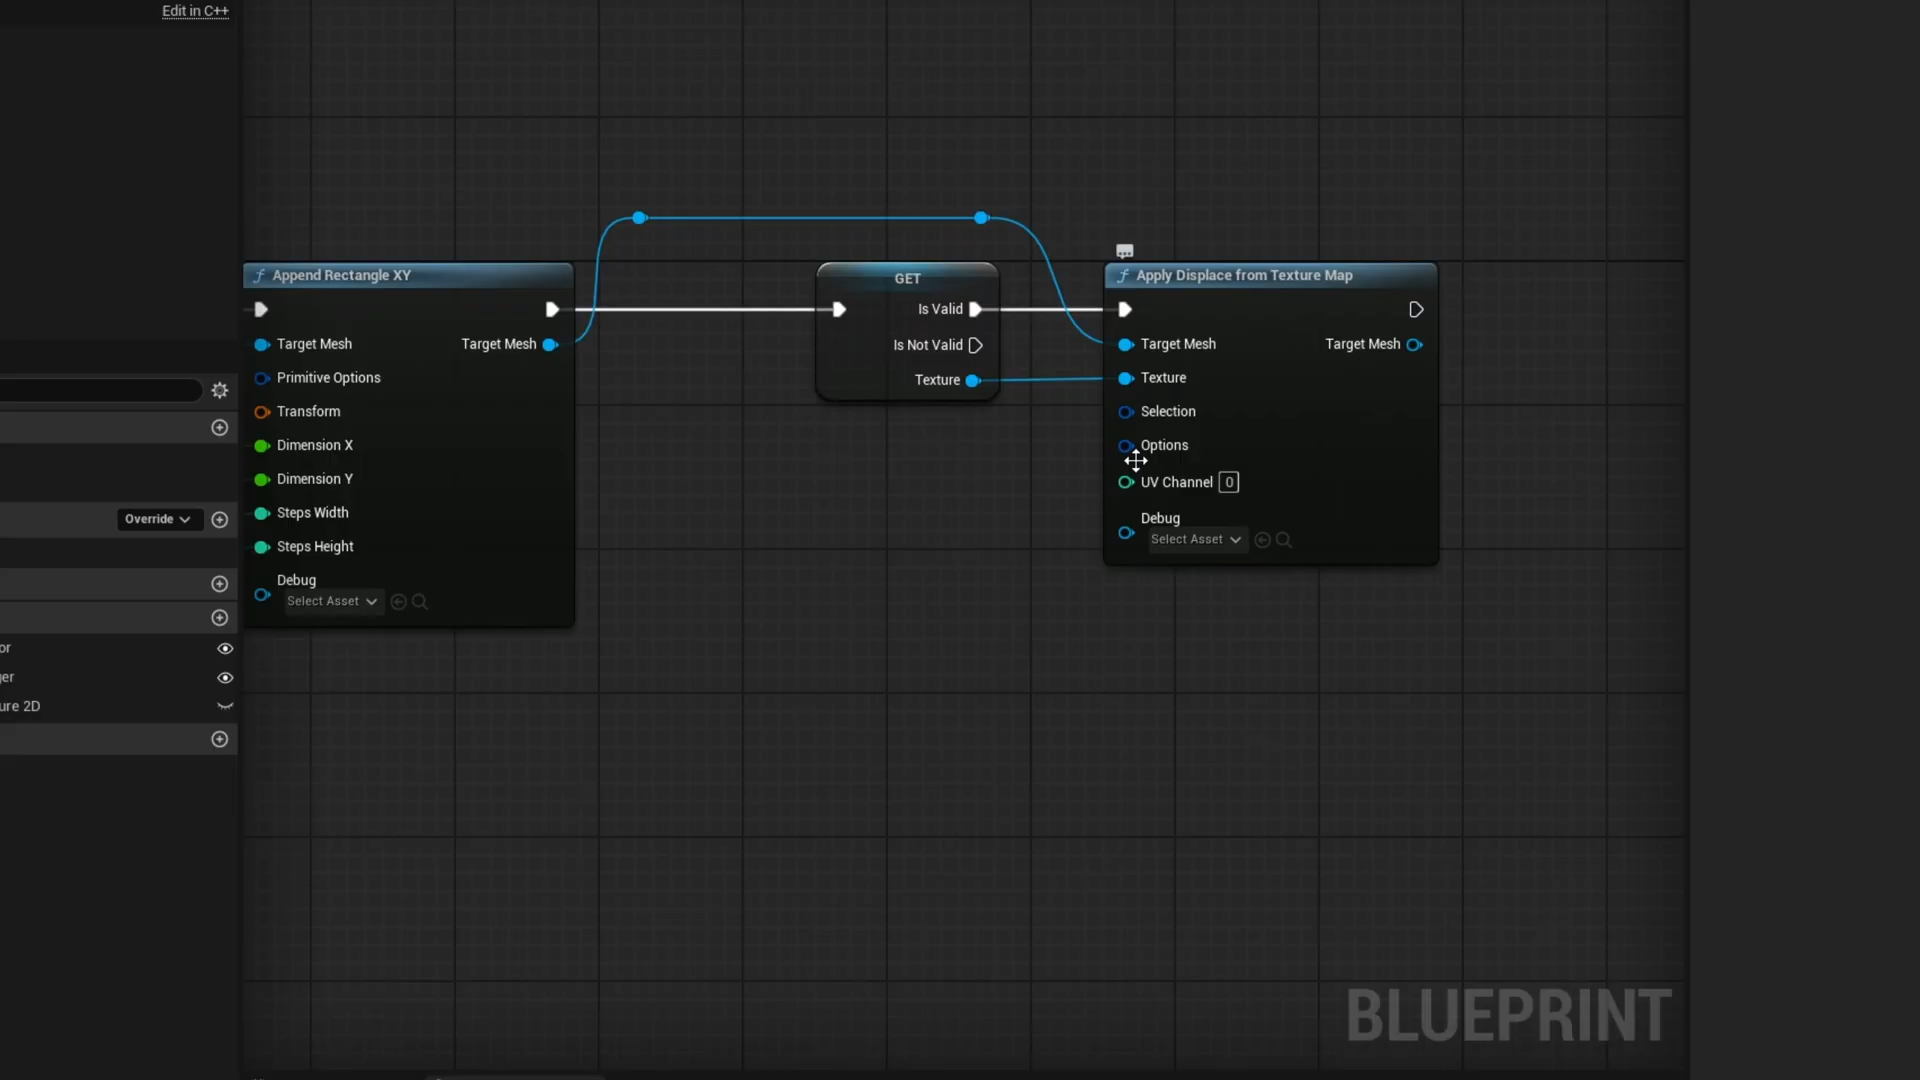 Edit in C++
Append Rectangle XY
Target Mesh
Target Mesh
Primitive Options
Transform
Dimension X
Dimension Y
Steps Width
Steps Height
Debug
Select Asset
GET
Is Valid
Is Not Valid
Texture
Apply Displace from Texture Map
Target Mesh
Target Mesh
Texture
Selection
Options
UV Channel 0
Debug
Select Asset
Override
or
ger
ure 2D
BLUEPRINT